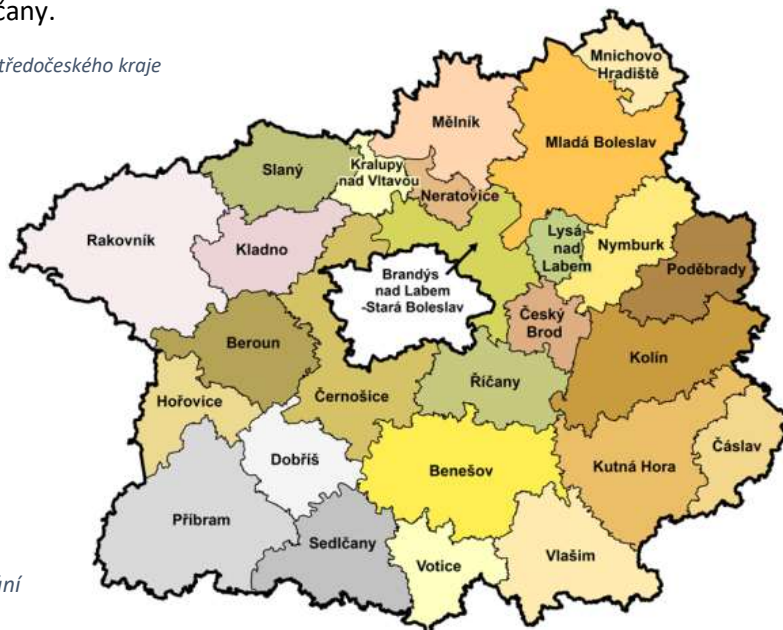 čany.
tředočeského kraje
Mnichovo
Hradiště
Mělník
Mladá Boleslav
Slaný
Kralupy
nad Vltavou
Neratovice
Rakovník
Kladno
Lysá
nad
Labem
Nymburk
Poděbrady
Brandýs
nad Labem
-Stará Boleslav
Český
Brod
Beroun
Kolín
Říčany
Hořovice
Černošice
Čáslav
Dobříš
Benešov
Kutná Hora
Příbram
Sedlčany
Votice
Vlašim
ní